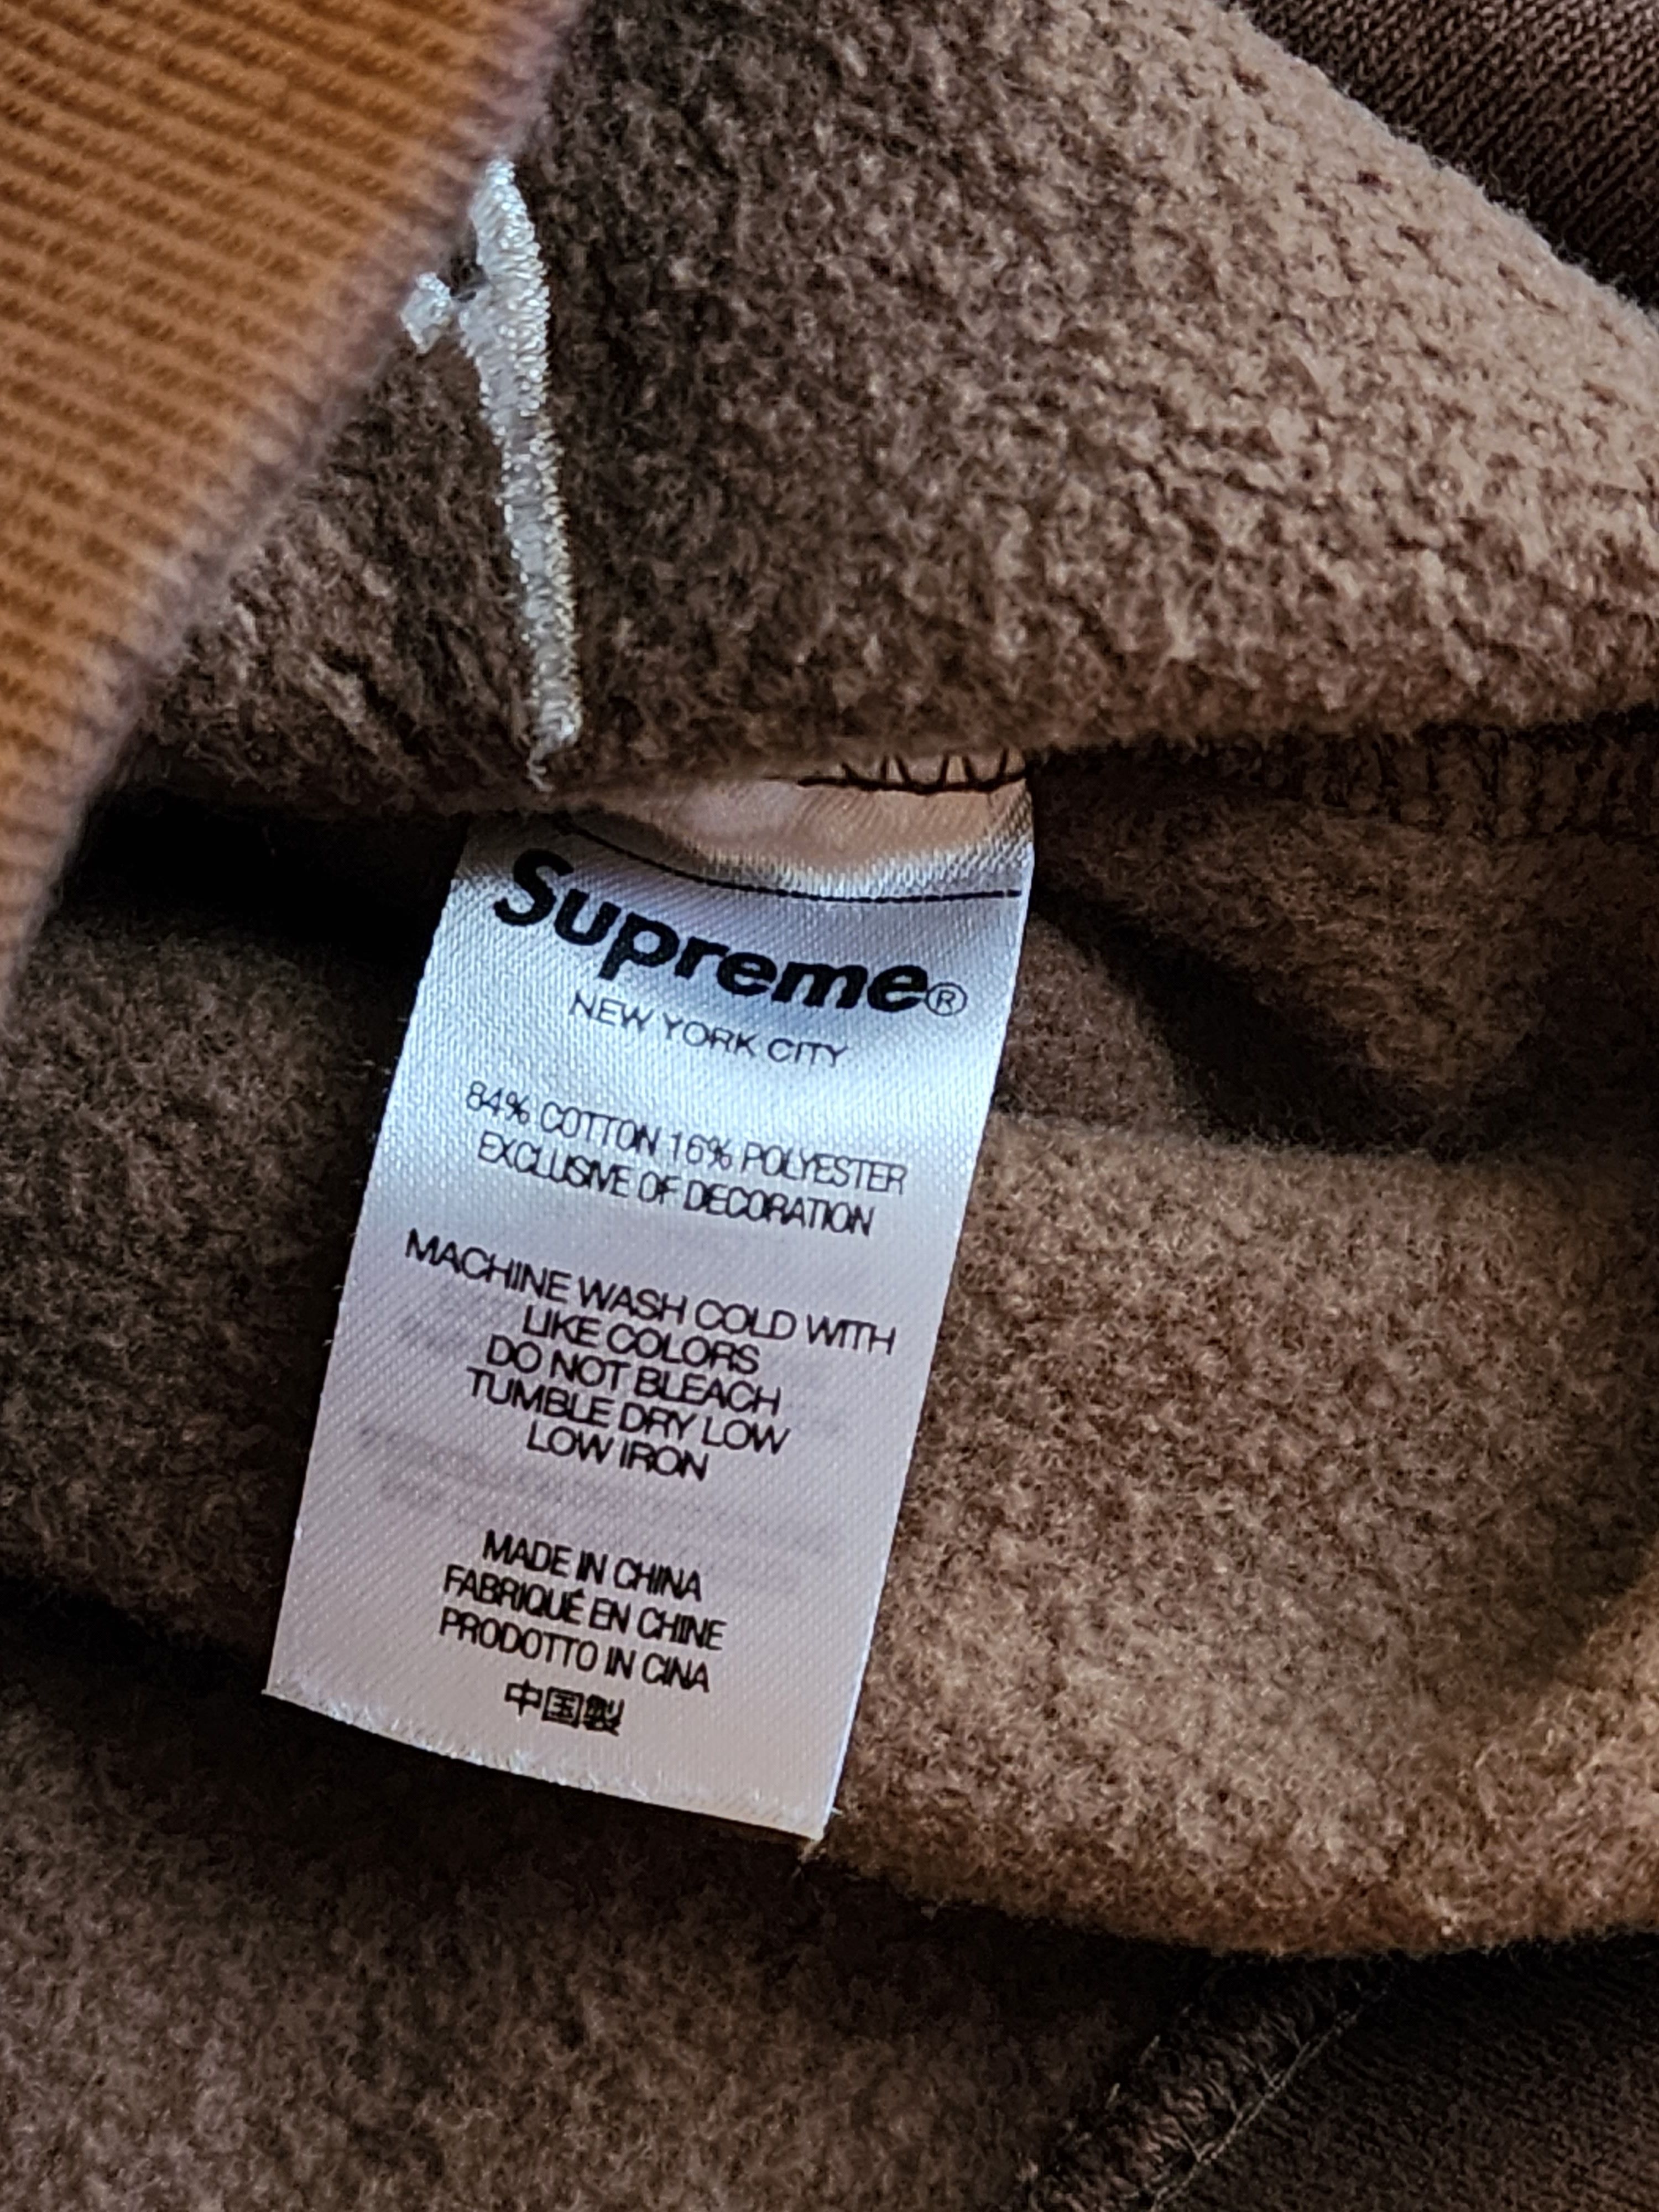 Supreme®
NEW YORK CITY
84% COTTON 16% POLYESTER
EXCLUSIVE OF DECORATION
MACHINE WASH COLD WITH
LIKE COLORS
DO NOT BLEACH
TUMBLE DRY LOW
LOW IRON
MADE IN CHINA
FABRIQUÉ EN CHINE
PRODOTTO IN CINA
中国製